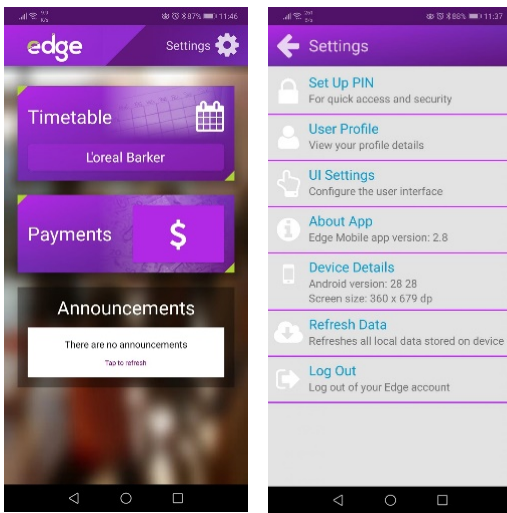 87% 11:46
edge
Settings
Timetable
L'oreal Barker
Payments
$
Announcements
There are no announcements
Tap to refresh
88% 11:37
Settings
Set Up PIN
For quick access and security
User Profile
View your profile details
UI Settings
Configure the user interface
About App
Edge Mobile app version: 2.8
Device Details
Android version: 28 28
Screen size: 360 x 679 dp
Refresh Data
Refreshes all local data stored on device
Log Out
Log out of your Edge account